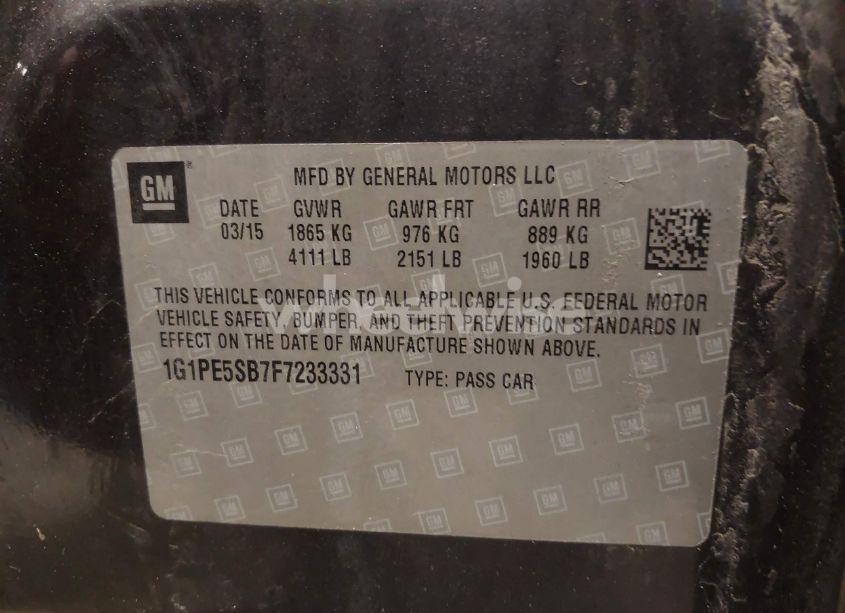 GM
MFD BY GENERAL MOTORS LLC
DATE GVWR GAWR FRT GAWR RR
03/15 1865 KG 976 KG 889 KG
4111 LB 2151 LB 1960 LB
THIS VEHICLE CONFORMS TO ALL APPLICABLE U.S. FEDERAL MOTOR
VEHICLE SAFETY, BUMPER, AND THEFT PREVENTION STANDARDS IN
EFFECT ON THE DATE OF MANUFACTURE SHOWN ABOVE.
1G1PE5SB7F7233331 TYPE: PASS CAR